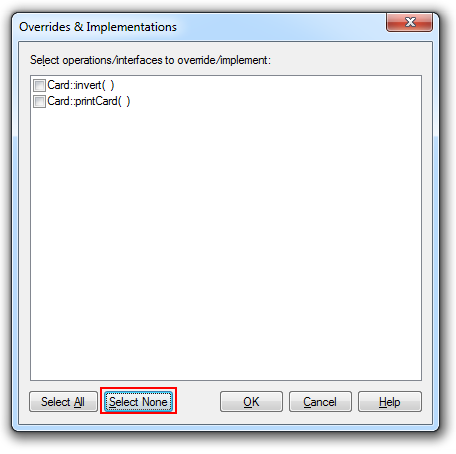 Overrides & Implementations
Select operations/interfaces to override/implement:
Card::invert( )
Card::printCard( )
Select All Select None OK Cancel Help